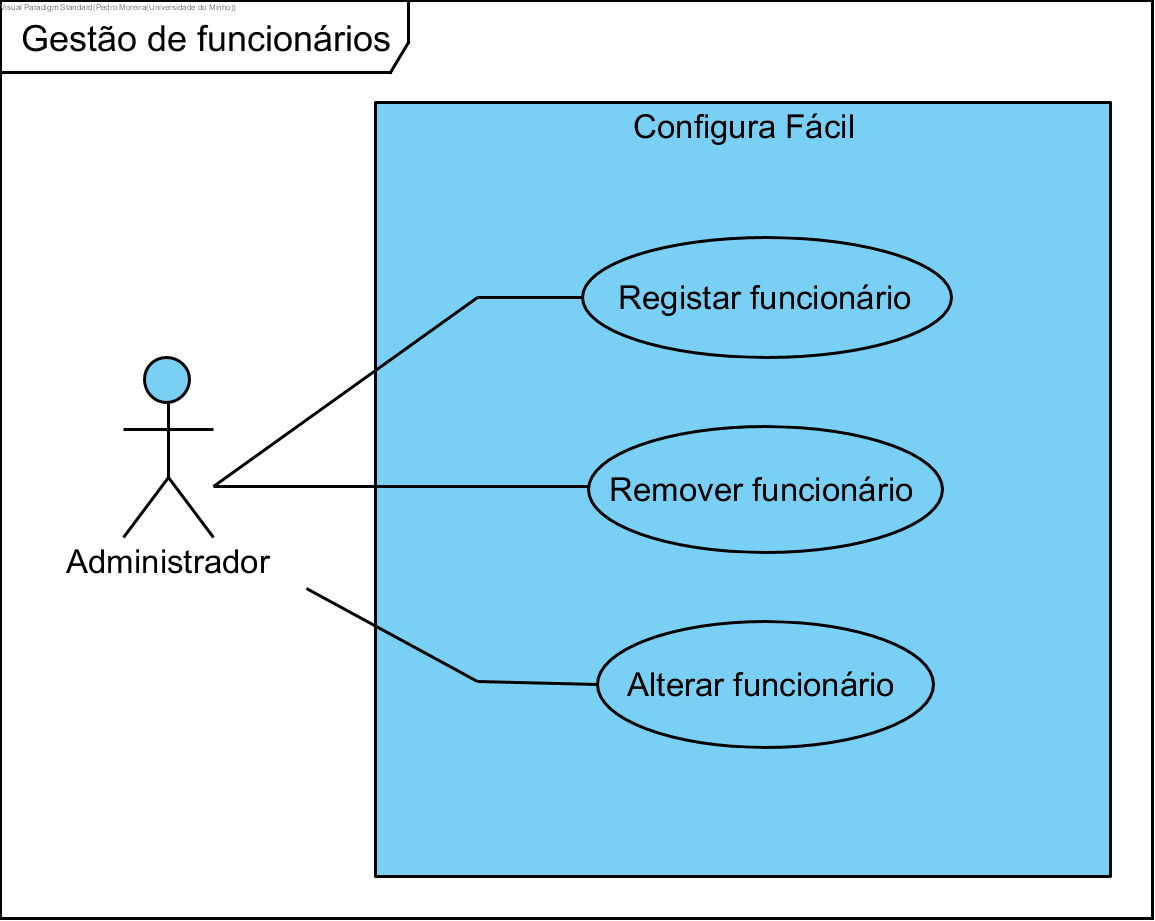 Visual Paradigm Standard(Pedro Moreira(Universidade do Minho))
Gestão de funcionários
Configura Fácil
Registar funcionário
Remover funcionário
Administrador
Alterar funcionário